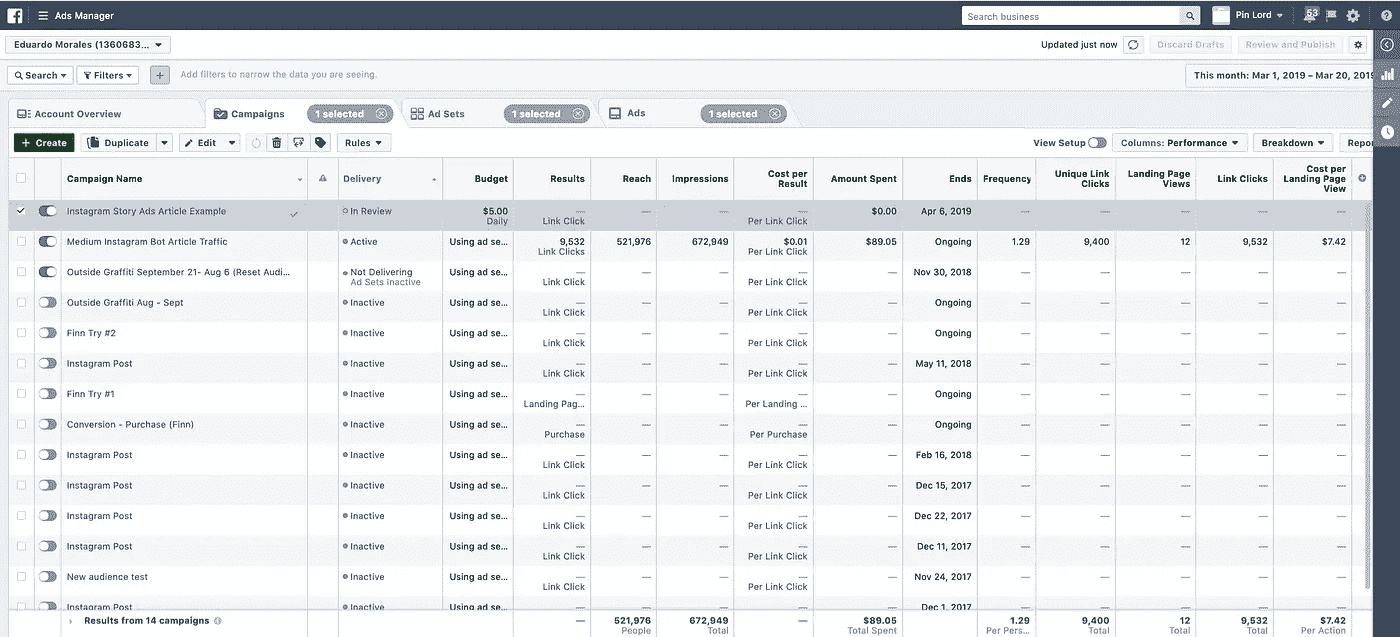 Ads Manager
Search business
Pin Lord
53
Eduardo Morales (1360683...
Updated just now
Discard Drafts
Review and Publish
Search
Filters
Add filters to narrow the data you are seeing.
This month: Mar 1, 2019 – Mar 20, 2019
Account Overview
Campaigns
1 selected
Ad Sets
1 selected
Ads
1 selected
+ Create
Duplicate
Edit
Rules
View Setup
Columns: Performance
Breakdown
Repor
Campaign Name Delivery Budget Results Reach Impressions Cost per Result Amount Spent Ends Frequency Unique Link Clicks Landing Page Views Link Clicks Cost per Landing Page View
Instagram Story Ads Article Example In Review $5.00 — — — — $0.00 Apr 6, 2019 — — — — —
Daily Link Click Per Link Click
Medium Instagram Bot Article Traffic Active Using ad se... 9,532 521,976 672,949 $0.01 $89.05 Ongoing 1.29 9,400 12 9,532 $7.42
Link Clicks Per Link Click
Outside Graffiti September 21- Aug 6 (Reset Audi... Not Delivering Using ad se... — — — — — Nov 30, 2018 — — — — —
Ad Sets Inactive Link Click Per Link Click
Outside Graffiti Aug - Sept Inactive Using ad se... — — — — — Ongoing — — — — —
Link Click Per Link Click
Finn Try #2 Inactive Using ad se... — — — — — Ongoing — — — — —
Link Click Per Link Click
Instagram Post Inactive Using ad se... — — — — — May 11, 2018 — — — — —
Link Click Per Link Click
Finn Try #1 Inactive Using ad se... — — — — — Ongoing — — — — —
Landing Pag... Per Landing ...
Conversion - Purchase (Finn) Inactive Using ad se... — — — — — Ongoing — — — — —
Purchase Per Purchase
Instagram Post Inactive Using ad se... — — — — — Feb 16, 2018 — — — — —
Link Click Per Link Click
Instagram Post Inactive Using ad se... — — — — — Dec 15, 2017 — — — — —
Link Click Per Link Click
Instagram Post Inactive Using ad se... — — — — — Dec 22, 2017 — — — — —
Link Click Per Link Click
Instagram Post Inactive Using ad se... — — — — — Dec 11, 2017 — — — — —
Link Click Per Link Click
New audience test Inactive Using ad se... — — — — — Nov 24, 2017 — — — — —
Link Click Per Link Click
Instagram Post Inactive Using ad se... — — — — — Dec 1, 2017 — — — — —
Results from 14 campaigns — 521,976 672,949 — $89.05 1.29 9,400 12 9,532 $7.42
People Total Total Spent Per Pers... Total Total Total Per Action